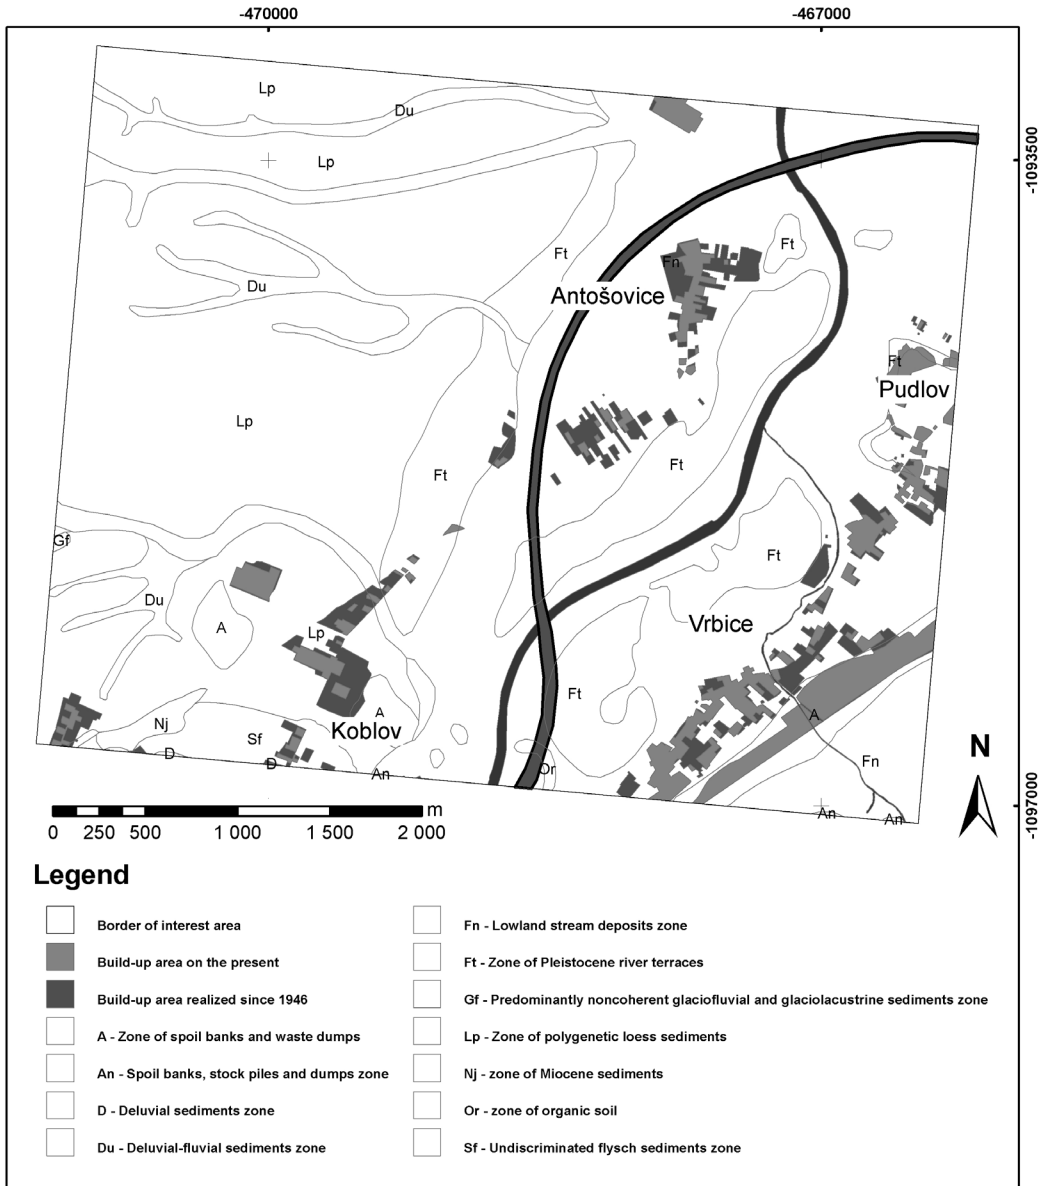 -470000 -467000
Lp
Du
Lp
-1093500
Ft
Ft
Fn
Du
Antošovice
Ft
Pudlov
Lp
Ft
Ft
Gf
Ft
Du
A
Lp
Vrbice
Ft
A
Nj
Koblov
A
Sf
D
D
An
Or
Fn
N
An
An
-1097000
m
0 250 500 1 000 1 500 2 000
Legend
Border of interest area
Build-up area on the present
Build-up area realized since 1946
A - Zone of spoil banks and waste dumps
An - Spoil banks, stock piles and dumps zone
D - Deluvial sediments zone
Du - Deluvial-fluvial sediments zone
Fn - Lowland stream deposits zone
Ft - Zone of Pleistocene river terraces
Gf - Predominantly noncoherent glaciofluvial and glaciolacustrine sediments zone
Lp - Zone of polygenetic loess sediments
Nj - zone of Miocene sediments
Or - zone of organic soil
Sf - Undiscriminated flysch sediments zone